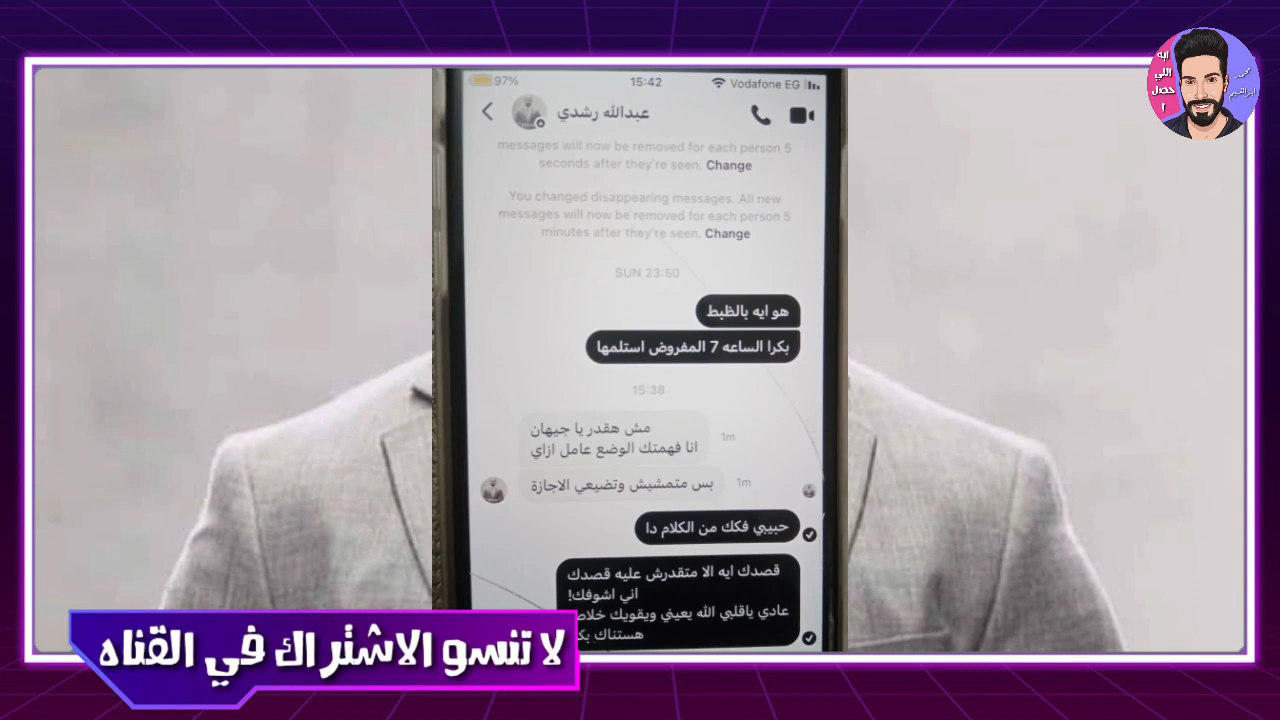 ايه
اللي
حصل
؟
محمود
ابراهيم
97%
15:42
Vodafone EG
عبدالله رشدي
messages will now be removed for each person 5
seconds after they're seen. Change
You changed disappearing messages. All new
messages will now be removed for each person 5
minutes after they're seen. Change
SUN 23:50
هو ايه بالظبط
بكرا الساعه 7 المفروض استلمها
15:38
مش هقدر يا جيهان
انا فهمتك الوضع عامل ازاي
1m
بس متمشيش وتضيعي الاجازة
1m
حبيبي فكك من الكلام دا
قصدك ايه الا متقدرش عليه قصدك
اني اشوفك!
عادي ياقلبي الله يعيني ويقويك خلاص
هستناك
لا تنسو الاشتراك في القناه